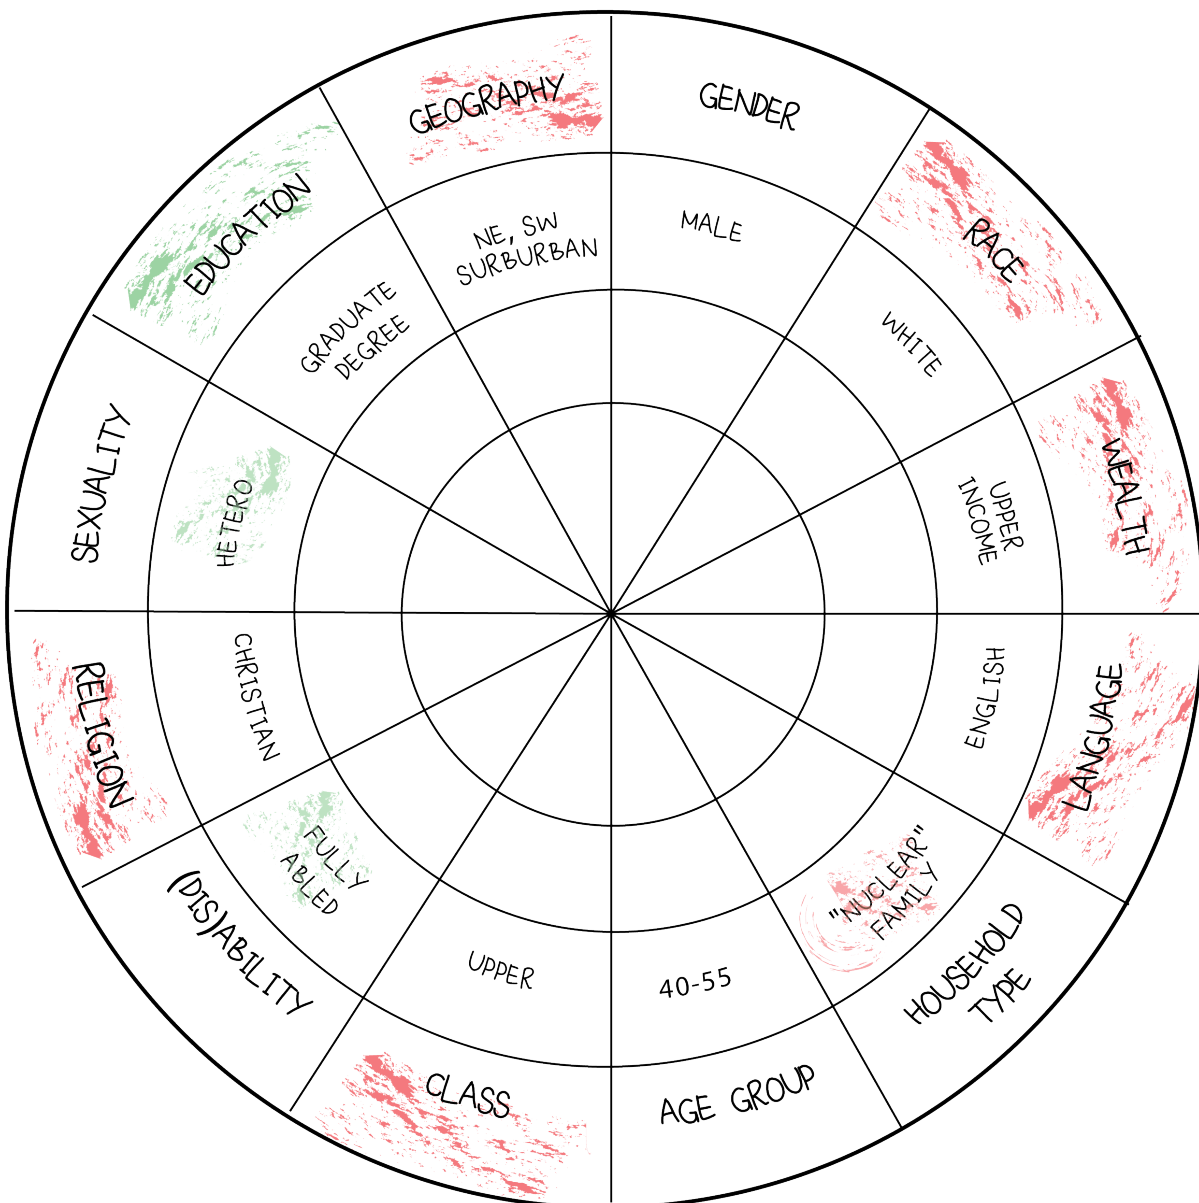 GEOGRAPHY
GENDER
RACE
WEALTH
LANGUAGE
HOUSEHOLD
TYPE
AGE GROUP
CLASS
(DIS)ABILITY
RELIGION
SEXUALITY
EDUCATION
NE, SW
SURBURBAN
MALE
WHITE
UPPER
INCOME
ENGLISH
"NUCLEAR"
FAMILY
40-55
UPPER
FULLY
ABLED
CHRISTIAN
HETERO
GRADUATE
DEGREE